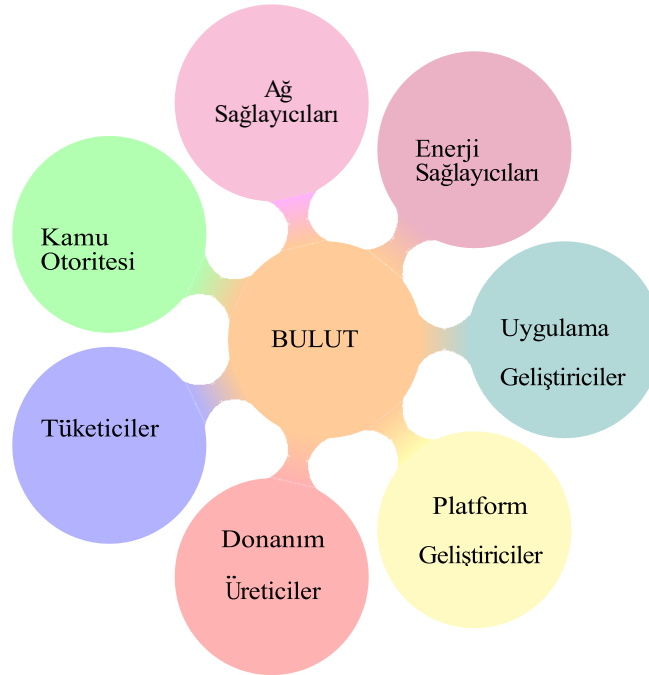 Ağ
Sağlayıcıları
Enerji
Sağlayıcıları
Kamu
Otoritesi
BULUT
Uygulama
Geliştiriciler
Tüketiciler
Platform
Geliştiriciler
Donanım
Üreticiler